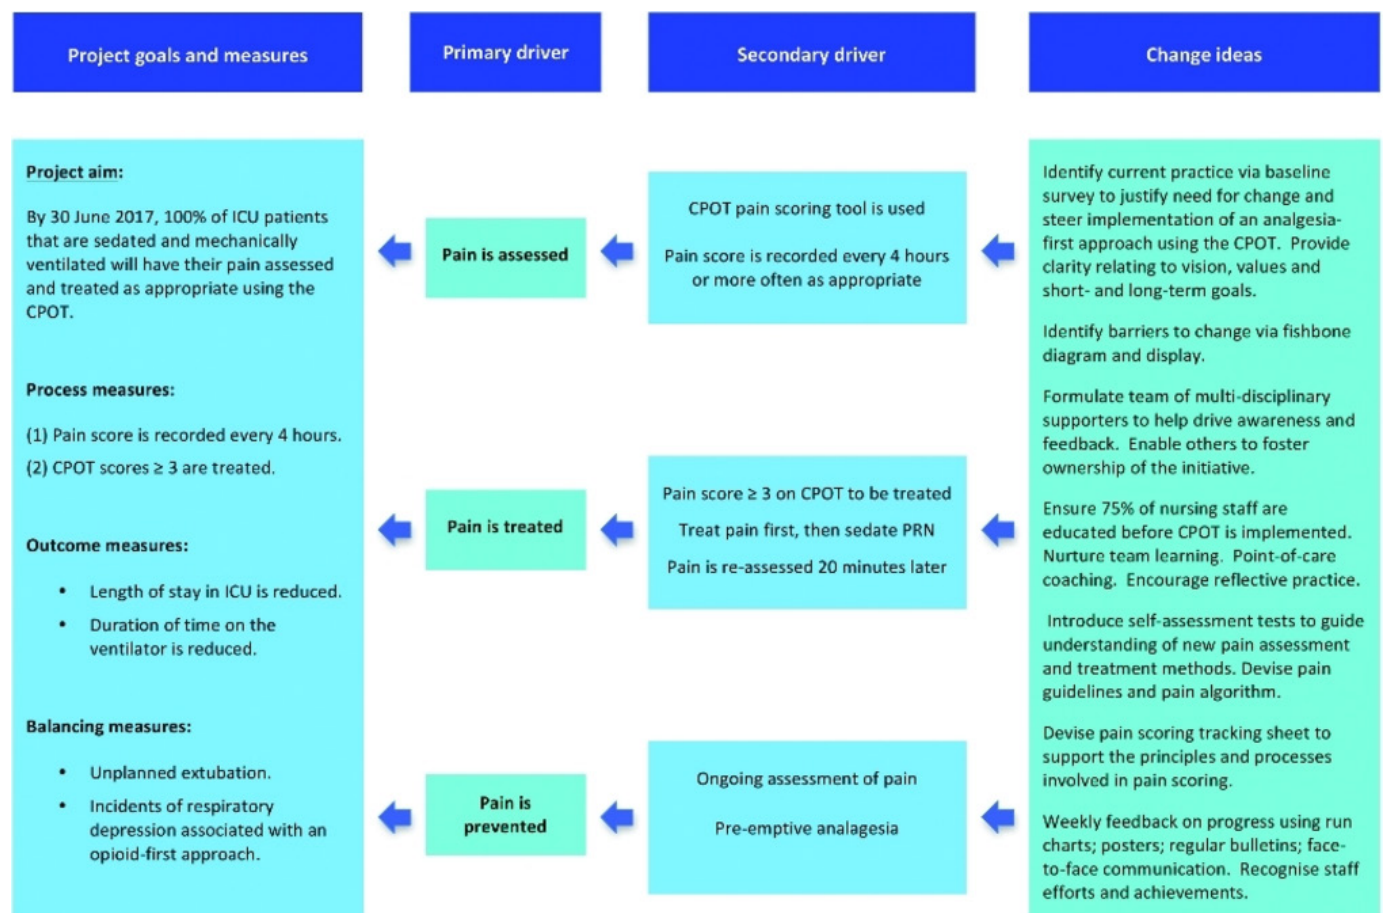 Project goals and measures
Primary driver
Secondary driver
Change ideas
Project aim:
By 30 June 2017, 100% of ICU patients
that are sedated and mechanically
ventilated will have their pain assessed
and treated as appropriate using the
CPOT.
Process measures:
(1) Pain score is recorded every 4 hours.
(2) CPOT scores ≥ 3 are treated.
Outcome measures:
• Length of stay in ICU is reduced.
• Duration of time on the
ventilator is reduced.
Balancing measures:
• Unplanned extubation.
• Incidents of respiratory
depression associated with an
opioid-first approach.
Pain is assessed
Pain is treated
Pain is
prevented
CPOT pain scoring tool is used
Pain score is recorded every 4 hours
or more often as appropriate
Pain score ≥ 3 on CPOT to be treated
Treat pain first, then sedate PRN
Pain is re-assessed 20 minutes later
Ongoing assessment of pain
Pre-emptive analagesia
Identify current practice via baseline
survey to justify need for change and
steer implementation of an analgesia-
first approach using the CPOT. Provide
clarity relating to vision, values and
short- and long-term goals.
Identify barriers to change via fishbone
diagram and display.
Formulate team of multi-disciplinary
supporters to help drive awareness and
feedback. Enable others to foster
ownership of the initiative.
Ensure 75% of nursing staff are
educated before CPOT is implemented.
Nurture team learning. Point-of-care
coaching. Encourage reflective practice.
Introduce self-assessment tests to guide
understanding of new pain assessment
and treatment methods. Devise pain
guidelines and pain algorithm.
Devise pain scoring tracking sheet to
support the principles and processes
involved in pain scoring.
Weekly feedback on progress using run
charts; posters; regular bulletins; face-
to-face communication. Recognise staff
efforts and achievements.